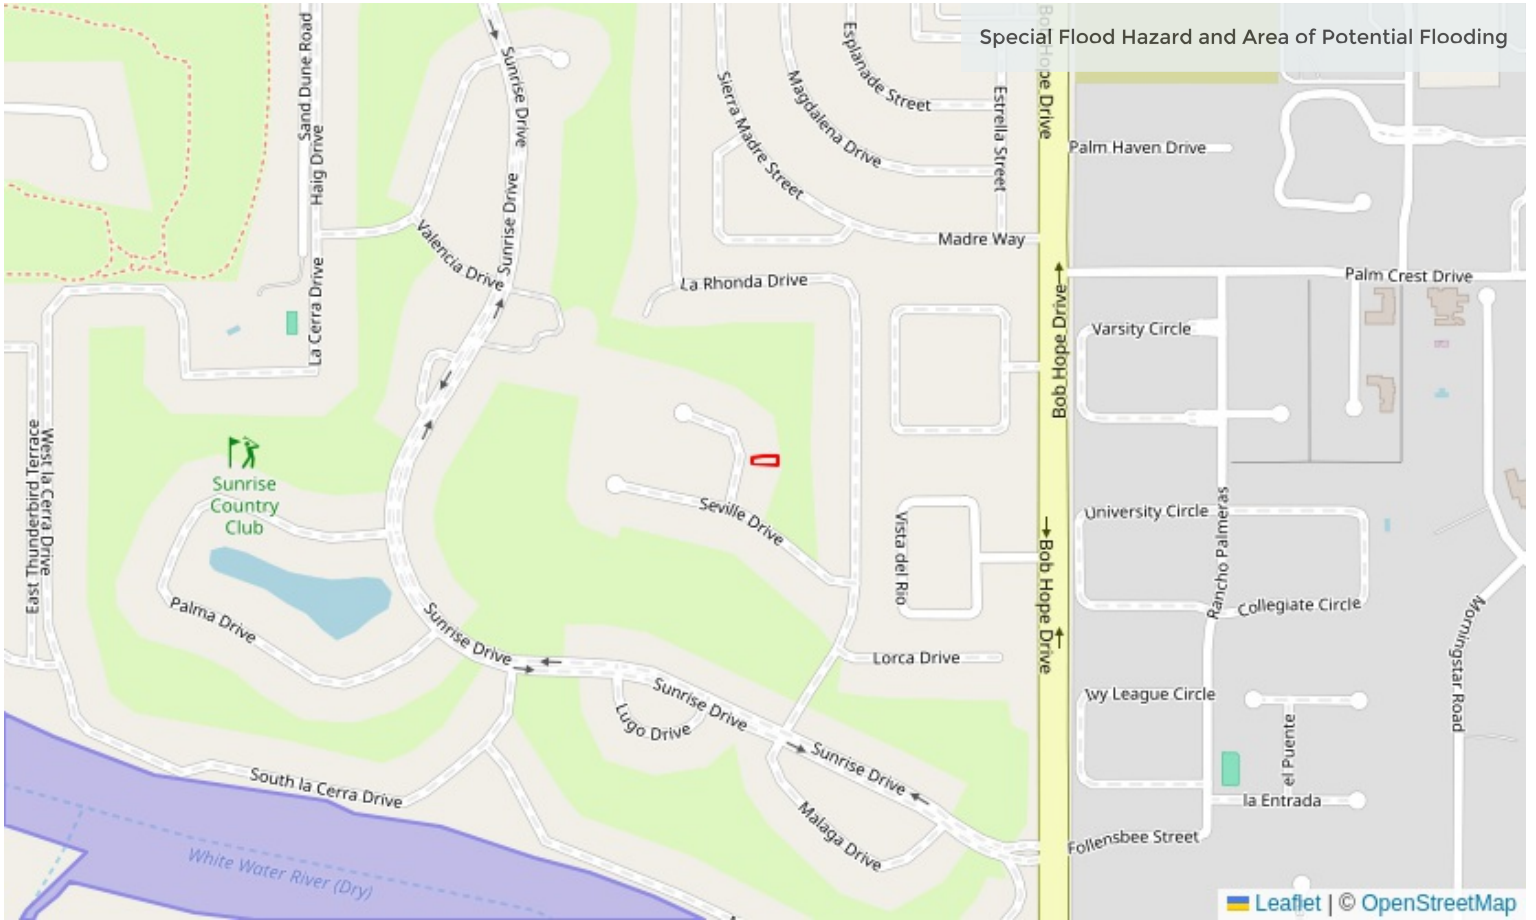 Special Flood Hazard and Area of Potential Flooding
Sand Dune Road
Haig Drive
Sunrise Drive
Sunrise Drive
Sierra Madre Street
Magdalena Drive
Esplanade Street
Estrella Street
Bob Hope Drive
Palm Haven Drive
Valencia Drive
Madre Way
La Cerra Drive
La Rhonda Drive
Palm Crest Drive
Bob Hope Drive
Varsity Circle
East Thunderbird Terrace
West la Cerra Drive
Sunrise
Country
Club
Seville Drive
Vista del Rio
Bob Hope Drive
University Circle
Rancho Palmeras
Collegiate Circle
Palma Drive
Sunrise Drive
Lorca Drive
Morningstar Road
Sunrise Drive
Lugo Drive
Ivy League Circle
el Puente
Sunrise Drive
South la Cerra Drive
la Entrada
Malaga Drive
Follensbee Street
White Water River (Dry)
Leaflet | © OpenStreetMap